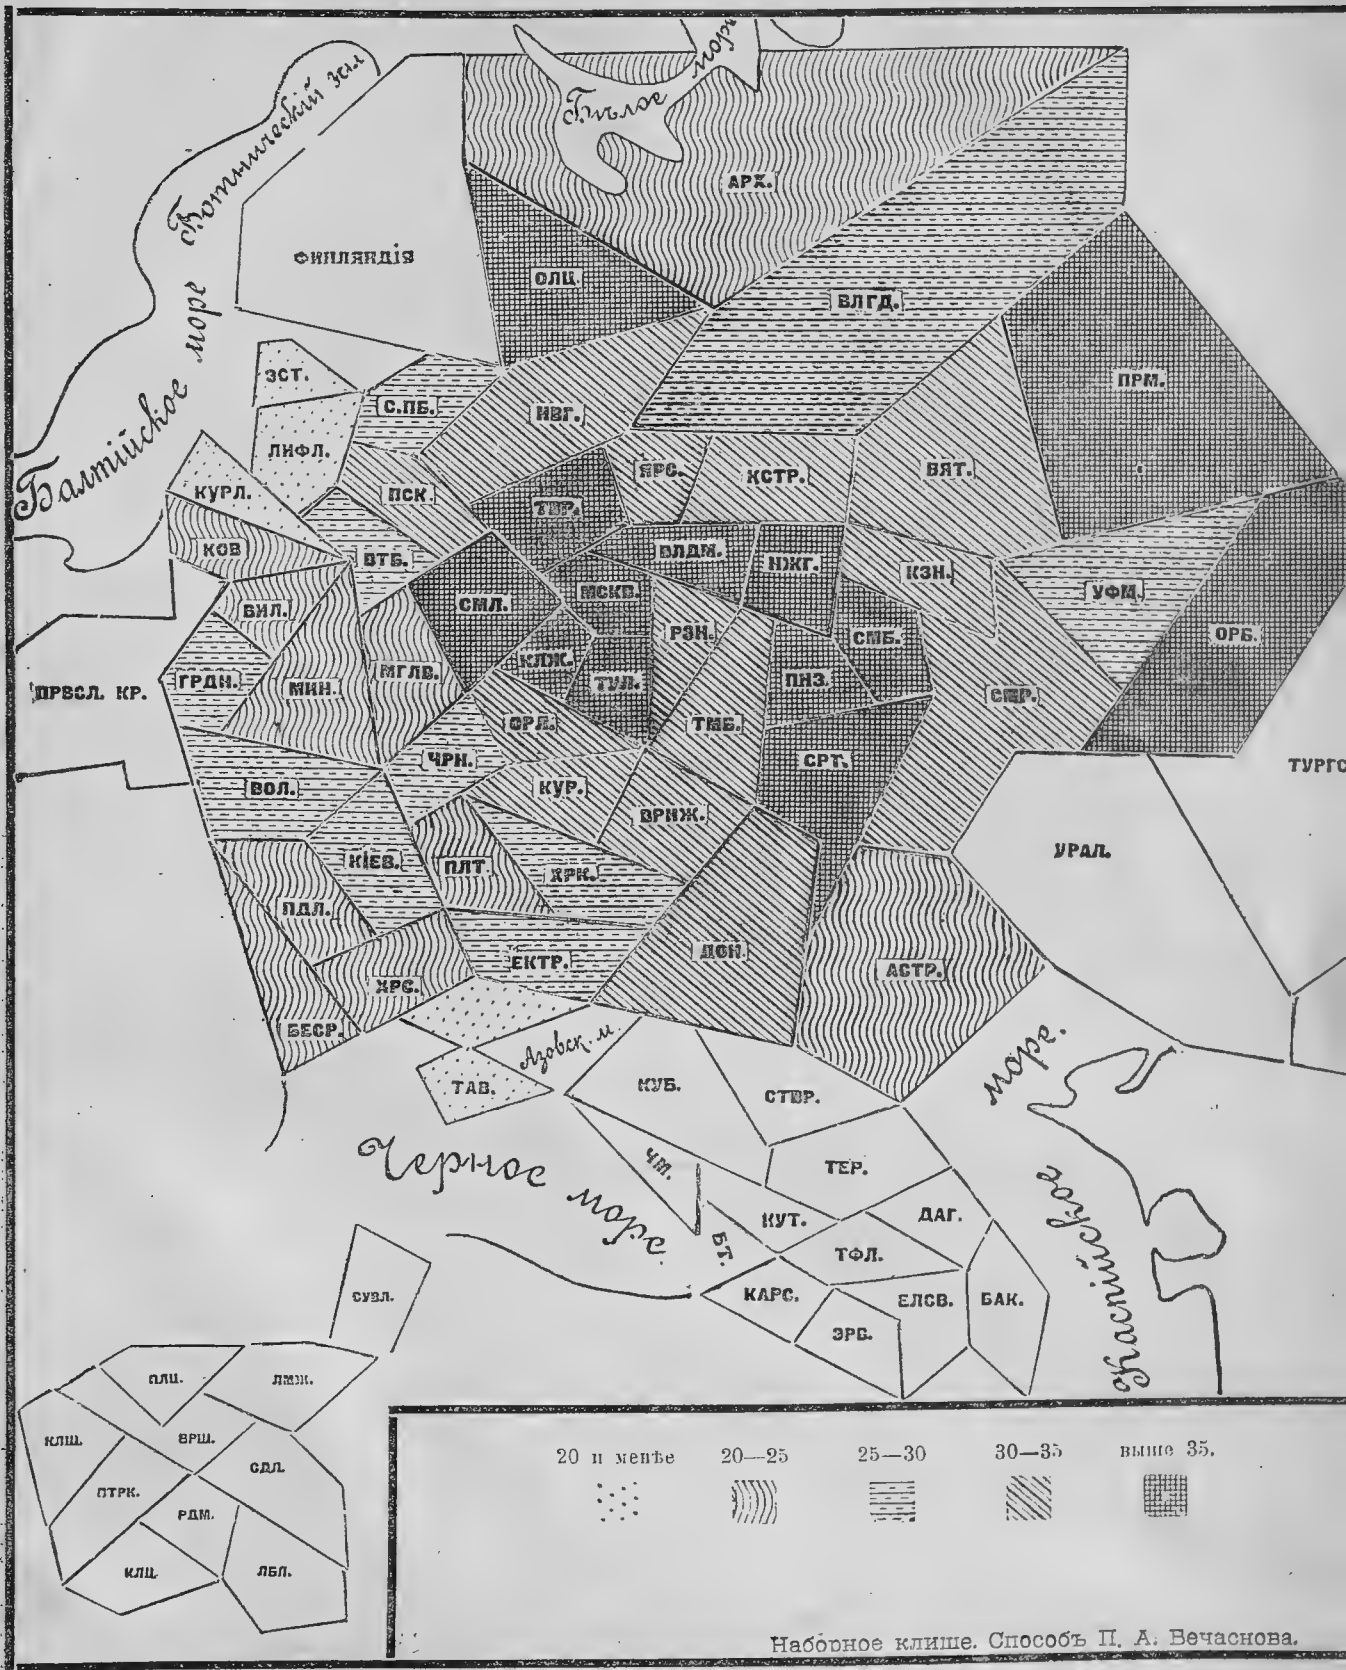 Ботническій Зал
Бѣлое море
АРХ.
ФИНЛЯНДІЯ
ОЛЦ.
ВЛГД.
Балтійское море
ЭСТ.
С.ПБ.
НВГ.
ПРМ.
ЛИФЛ.
КУРЛ.
ПСК.
ТВР.
ЯРС.
КСТР.
ВЯТ.
КОВ
ВТБ.
ВЛДМ.
НЖГ.
КЗН.
УФМ.
ВИЛ.
СМЛ.
МСКВ.
РЗН.
СМБ.
ОРБ.
ПРВСЛ. КР.
ГРДН.
МИН.
МГЛВ.
КЛЖ.
ТУЛ.
ПНЗ.
СМР.
ОРЛ.
ТМБ.
ЧРН.
СРТ.
ТУРГ
ВОЛ.
КУР.
ВРНЖ.
КІЕВ.
ПЛТ
ХРК.
УРАЛ.
ПДЛ.
ДОН.
ЕКТР.
АСТР.
ХРС.
БЕСР.
Азовск. м.
ТАВ.
КУБ.
СТВР.
Черное море.
ЧМ.
ТЕР.
Каспійское море.
КУТ.
ДАГ.
БТ.
ТФЛ.
КАРС.
ЕЛСВ.
БАК.
ЭРВ.
СУВЛ.
ПЛЦ.
ЛМЖ.
КЛШ.
ВРШ.
СДЛ.
ПТРК.
РДМ.
КЛЦ.
ЛБЛ.
20 и менѣе 20—25 25—30 30—35 выше 35.
Наборное клише. Способъ П. А. Вечаснова.